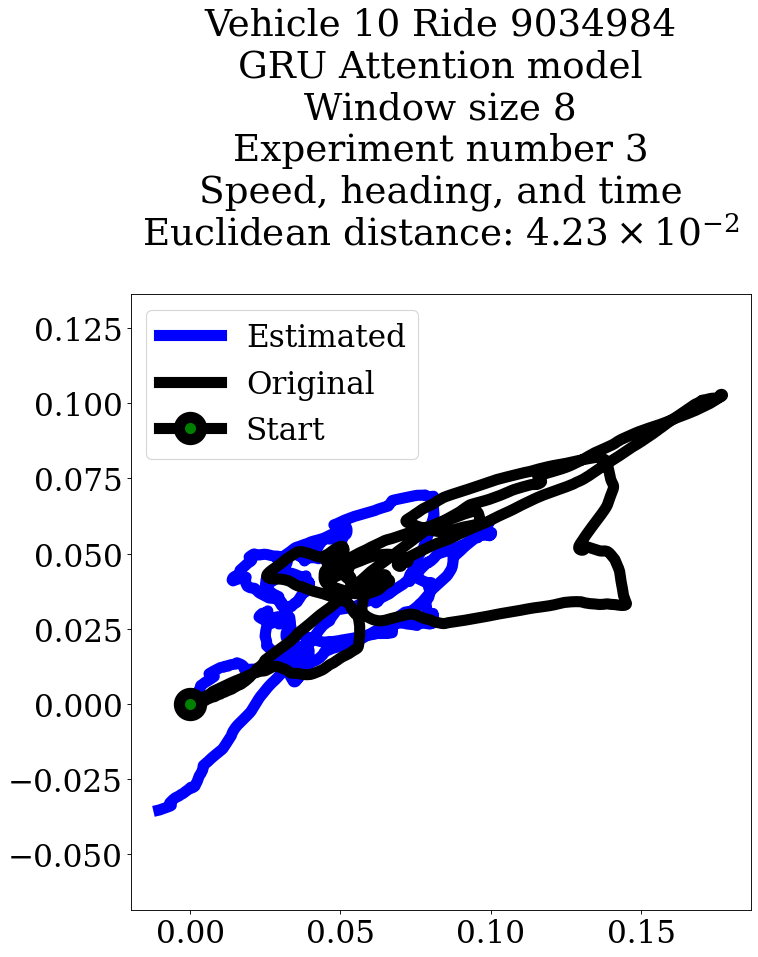 Vehicle 10 Ride 9034984
GRU Attention model
Window size 8
Experiment number 3
Speed, heading, and time
Euclidean distance: 4.23 × 10⁻²
Estimated
Original
Start
0.125
0.100
0.075
0.050
0.025
0.000
−0.025
−0.050
0.00 0.05 0.10 0.15